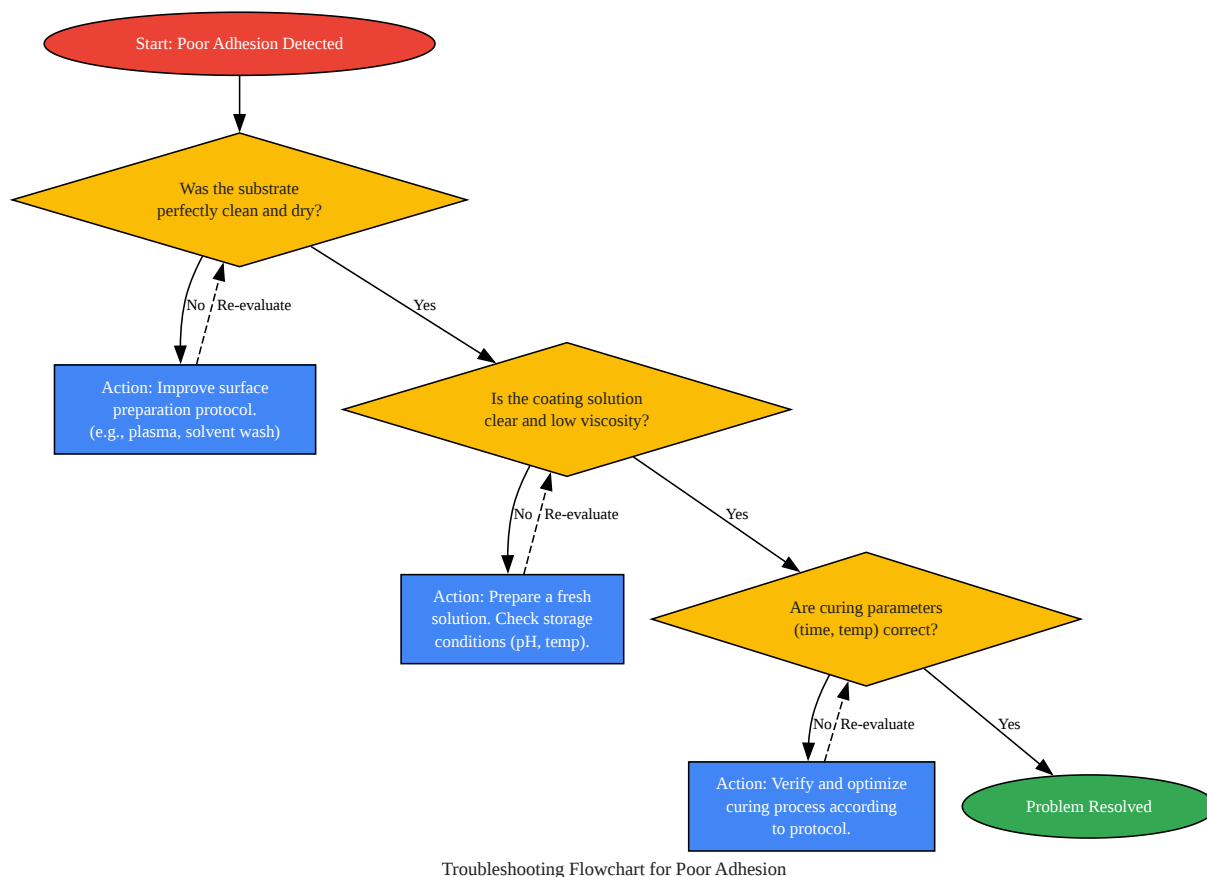 Start: Poor Adhesion Detected
Was the substrate
perfectly clean and dry?
No
Re-evaluate
Yes
Action: Improve surface
preparation protocol.
(e.g., plasma, solvent wash)
Is the coating solution
clear and low viscosity?
No
Re-evaluate
Yes
Action: Prepare a fresh
solution. Check storage
conditions (pH, temp).
Are curing parameters
(time, temp) correct?
No
Re-evaluate
Yes
Action: Verify and optimize
curing process according
to protocol.
Problem Resolved
Troubleshooting Flowchart for Poor Adhesion